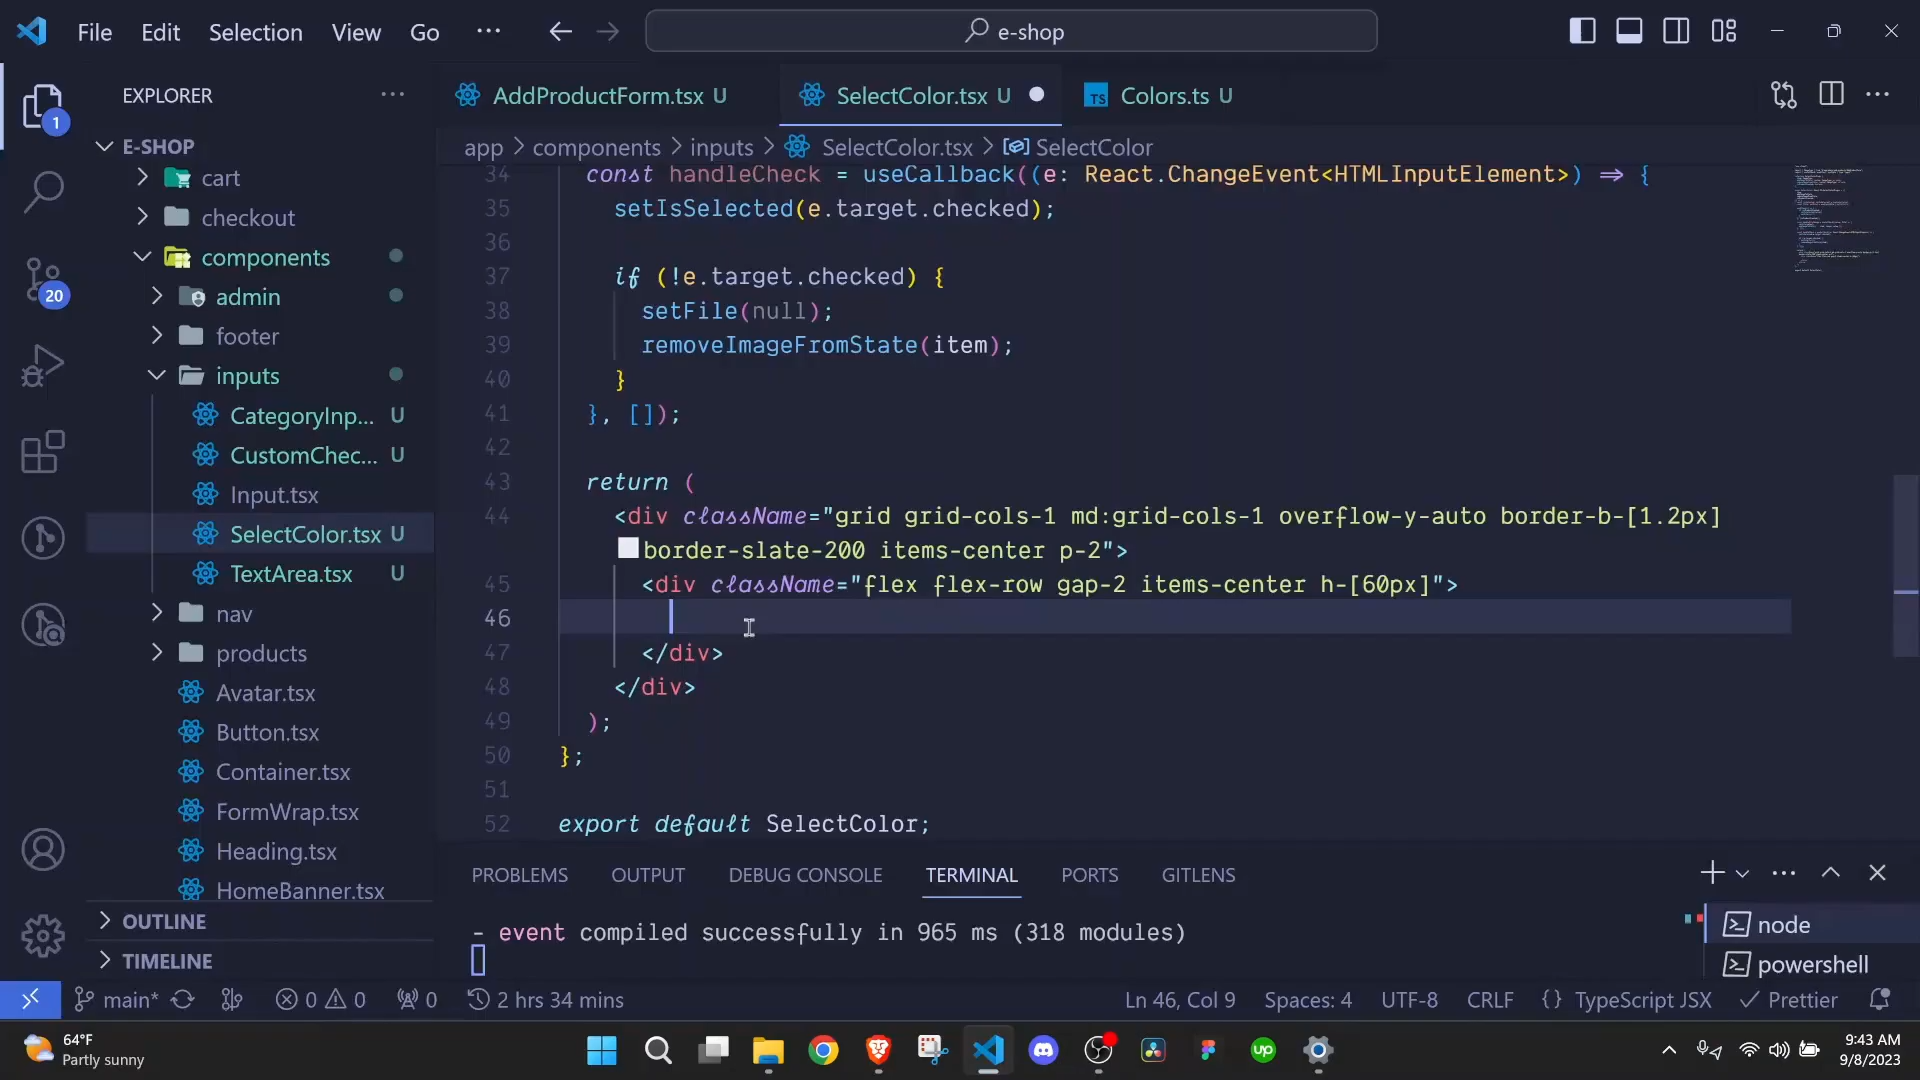 File Edit Selection View Go ···
e-shop
EXPLORER ···
E-SHOP
cart
checkout
components
admin
footer
inputs
CategoryInp... U
CustomChec... U
Input.tsx
SelectColor.tsx U
TextArea.tsx U
nav
products
Avatar.tsx
Button.tsx
Container.tsx
FormWrap.tsx
Heading.tsx
HomeBanner.tsx
OUTLINE
TIMELINE
1
20
AddProductForm.tsx U
SelectColor.tsx U
TS Colors.ts U
app > components > inputs > SelectColor.tsx > SelectColor
34 const handleCheck = useCallback((e: React.ChangeEvent<HTMLInputElement>) => {
35 setIsSelected(e.target.checked);
36
37 if (!e.target.checked) {
38 setFile(null);
39 removeImageFromState(item);
40 }
41 }, []);
42
43 return (
44 <div className="grid grid-cols-1 md:grid-cols-1 overflow-y-auto border-b-[1.2px]
border-slate-200 items-center p-2">
45 <div className="flex flex-row gap-2 items-center h-[60px]">
46
47 </div>
48 </div>
49 );
50 };
51
52 export default SelectColor;
PROBLEMS OUTPUT DEBUG CONSOLE TERMINAL PORTS GITLENS
- event compiled successfully in 965 ms (318 modules)
node
powershell
main* 0 0 0 2 hrs 34 mins Ln 46, Col 9 Spaces: 4 UTF-8 CRLF {} TypeScript JSX Prettier
64°F
Partly sunny
up
9:43 AM
9/8/2023